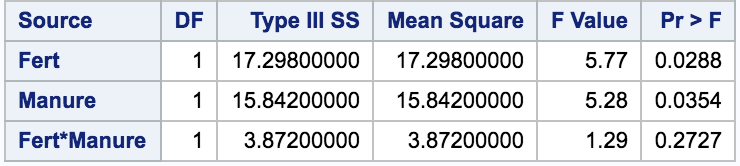 Source DF Type III SS Mean Square F Value Pr > F
Fert 1 17.29800000 17.29800000 5.77 0.0288
Manure 1 15.84200000 15.84200000 5.28 0.0354
Fert*Manure 1 3.87200000 3.87200000 1.29 0.2727